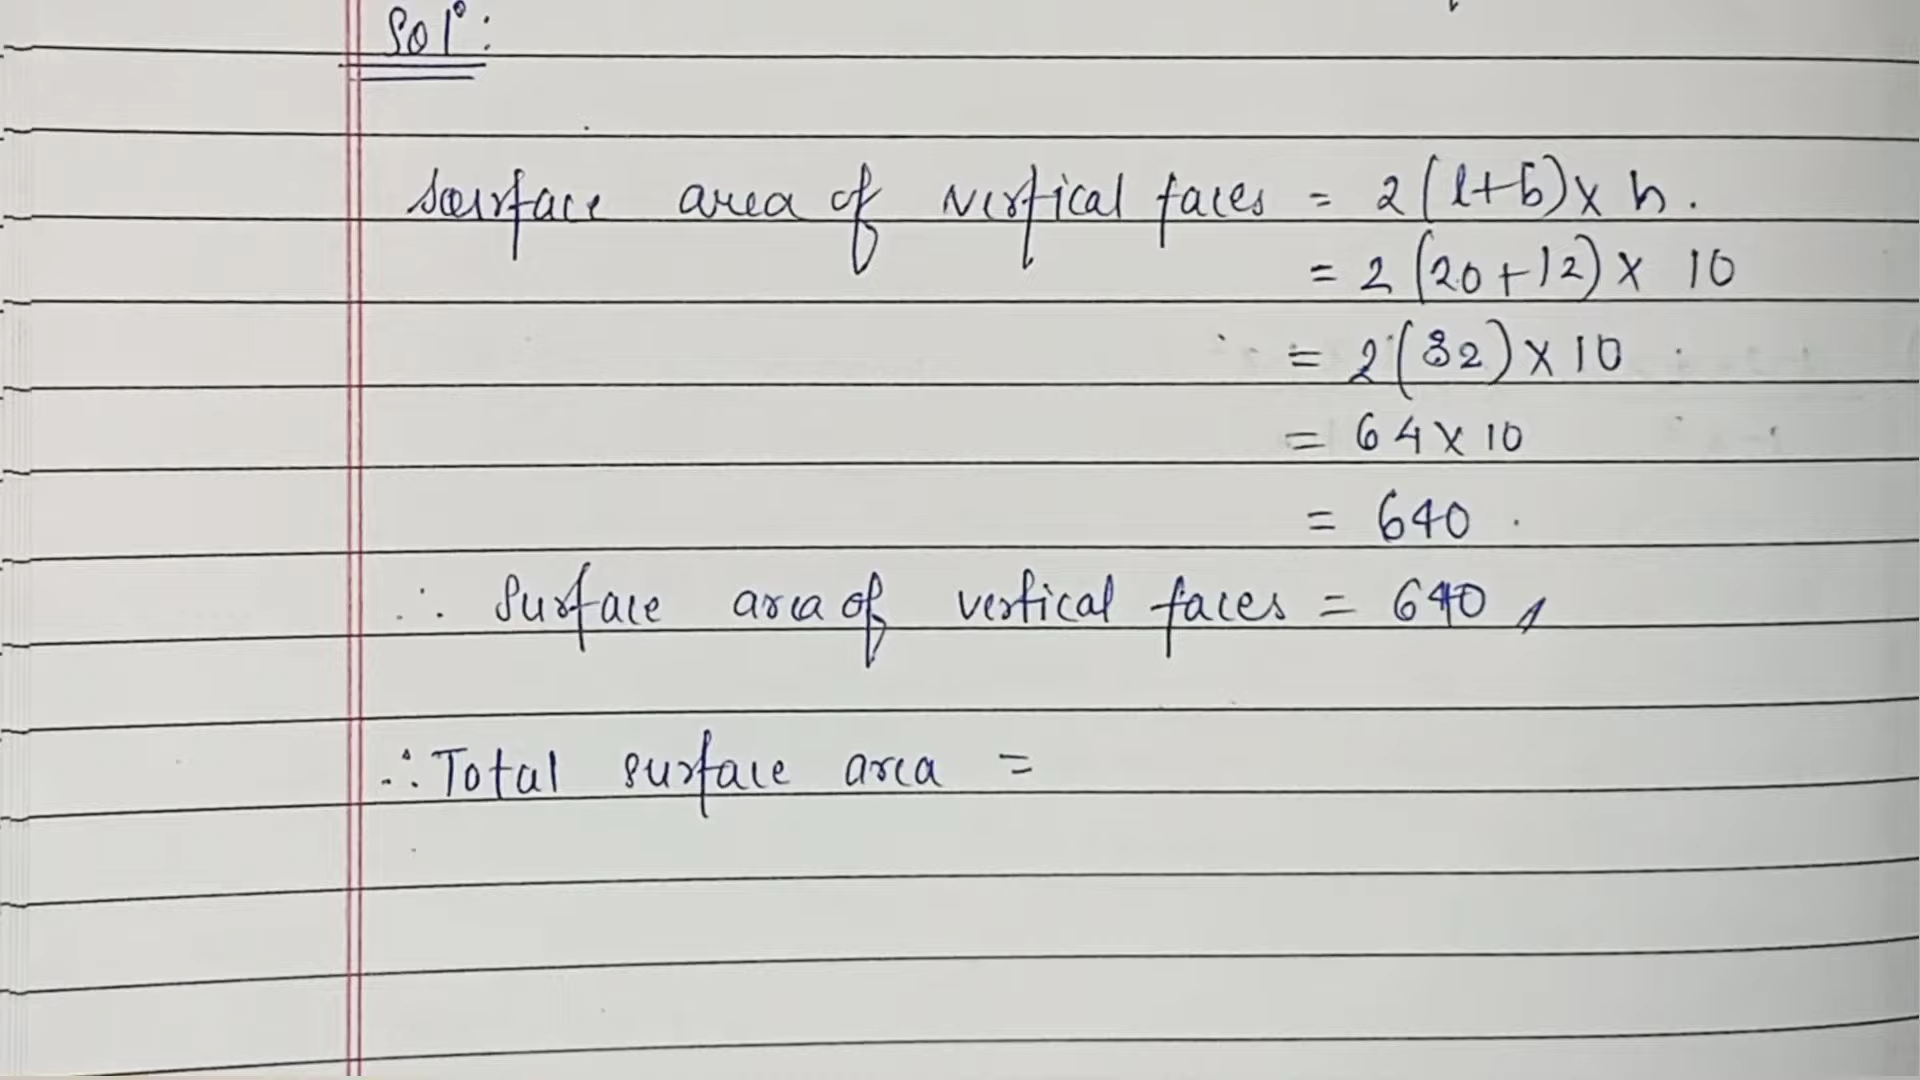 Sol°:
Surface area of vertical faces = 2(l+b)× h.
= 2(20+12)× 10
= 2(32)×10
= 64×10
= 640.
∴ Surface area of vertical faces = 640
∴ Total surface area =